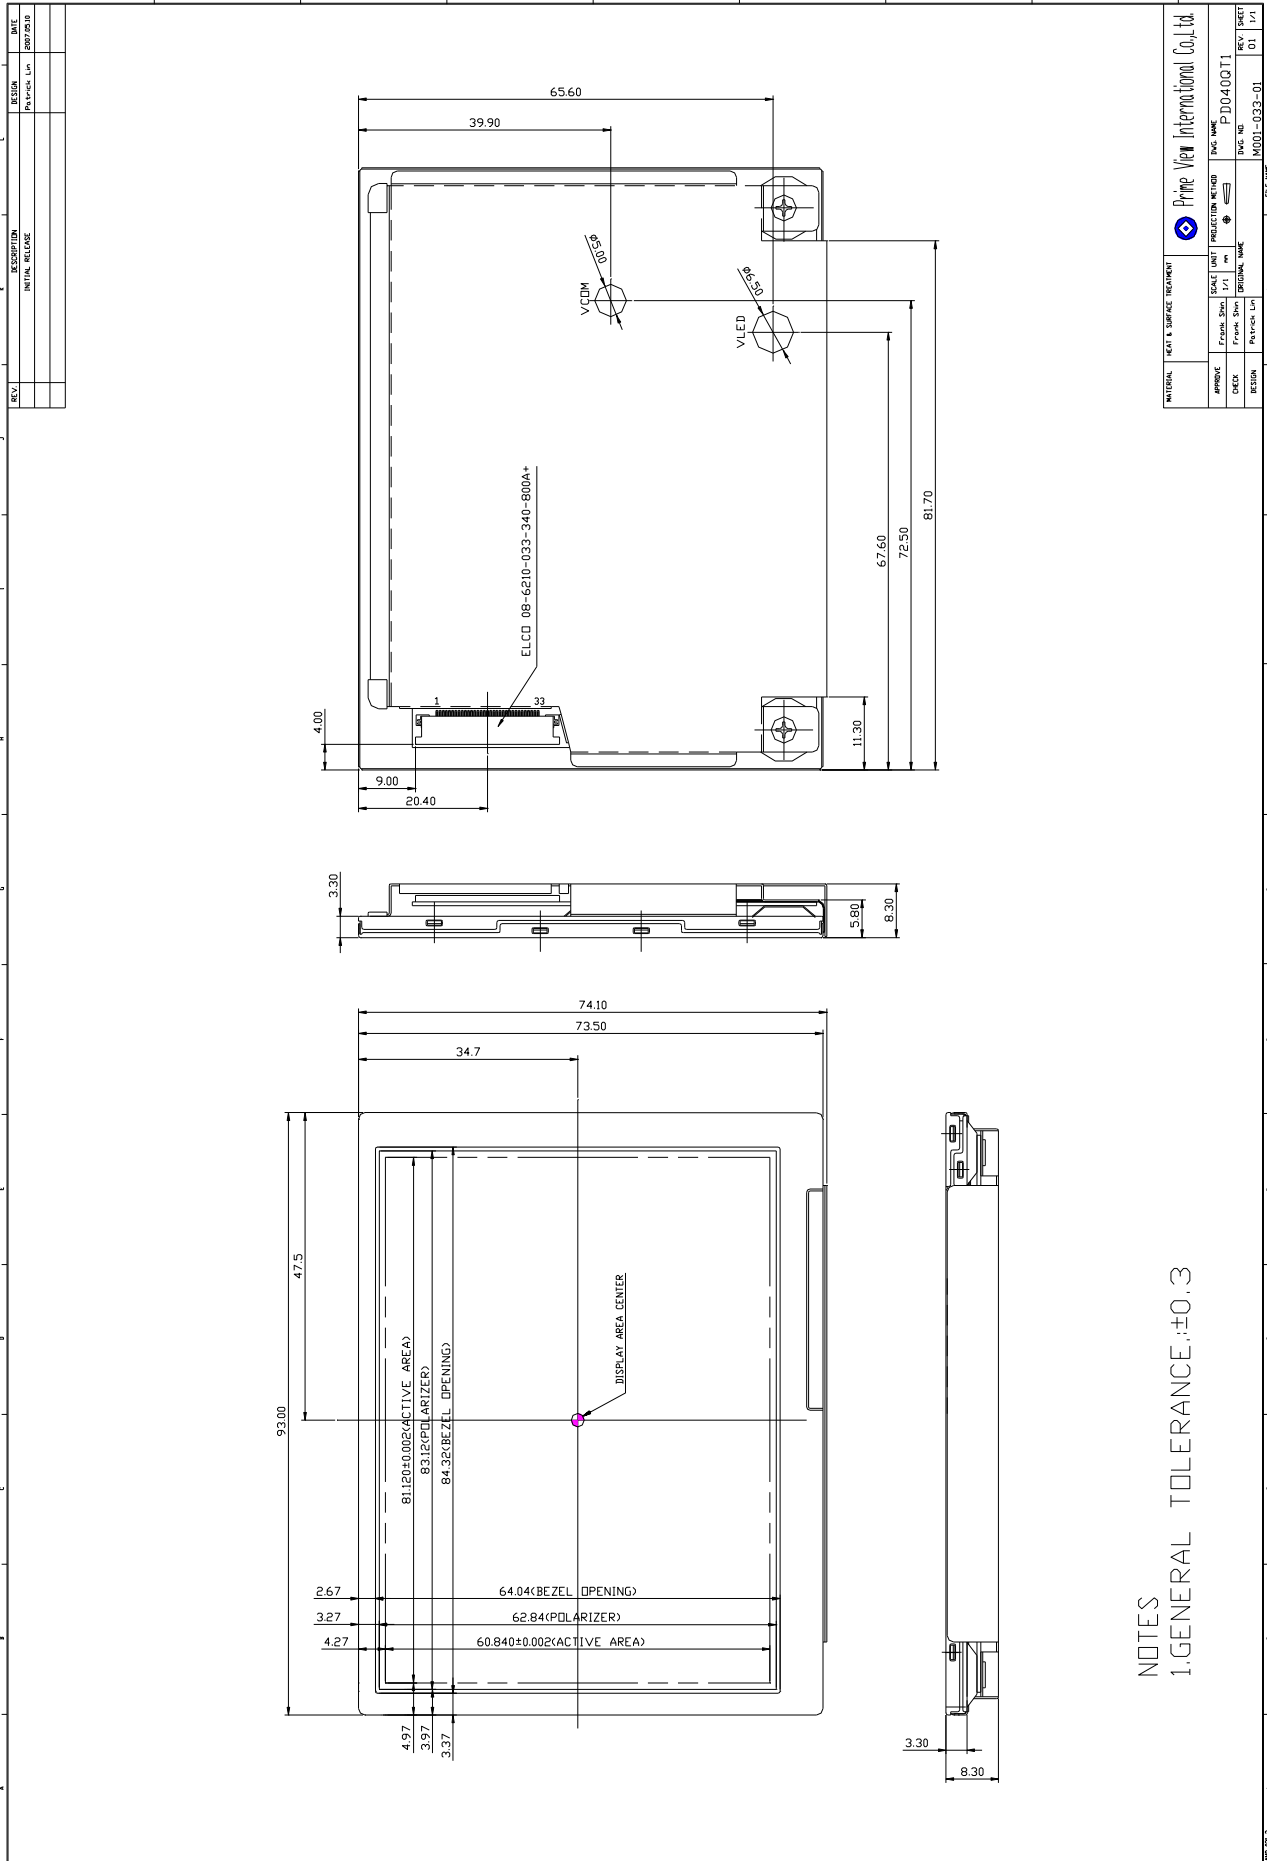 REV.
DESCRIPTION
DESIGN
DATE
INITIAL RELEASE
Patrick Lin
2007.05.10
65.60
39.90
ø5.00
VCOM
ø6.50
VLED
ELCO 08-6210-033-340-800A+
1
33
4.00
9.00
20.40
11.30
67.60
72.50
81.70
3.30
5.80
8.30
74.10
73.50
34.7
47.5
93.00
DISPLAY AREA CENTER
81.120±0.002(ACTIVE AREA)
83.12(POLARIZER)
84.32(BEZEL OPENING)
2.67
64.04(BEZEL OPENING)
3.27
62.84(POLARIZER)
4.27
60.840±0.002(ACTIVE AREA)
4.97
3.97
3.37
3.30
8.30
NOTES
1.GENERAL TOLERANCE.:±0.3
MATERIAL
HEAT & SURFACE TREATMENT
Prime View International Co.,Ltd.
APPROVE
Frank Shin
SCALE
1/1
UNIT
mm
PROJECTION METHOD
DWG. NAME
PD040QT1
CHECK
Frank Shin
DESIGN
Patrick Lin
ORIGINAL NAME
DWG. NO.
M001-033-01
REV.
01
SHEET
1/1